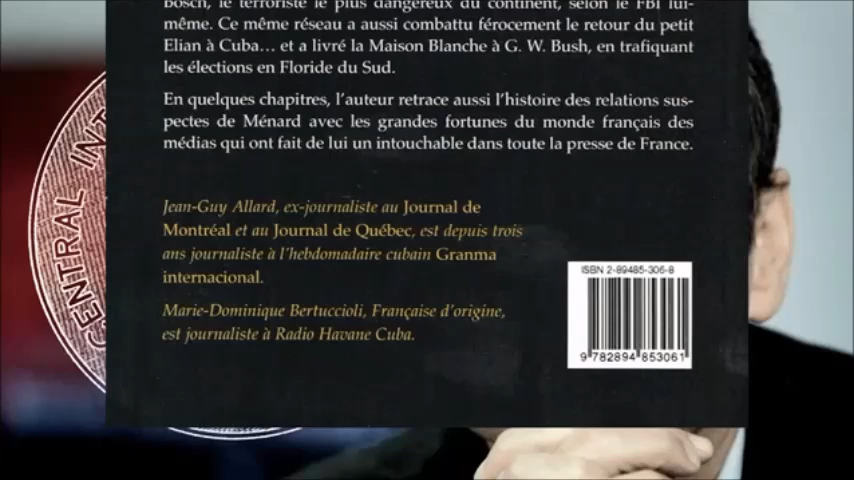 Bosch, le terroriste le plus dangereux du continent, selon le FBI lui-
même. Ce même réseau a aussi combattu férocement le retour du petit
Elian à Cuba… et a livré la Maison Blanche à G. W. Bush, en trafiquant
les élections en Floride du Sud.
En quelques chapitres, l'auteur retrace aussi l'histoire des relations sus-
pectes de Ménard avec les grandes fortunes du monde français des
médias qui ont fait de lui un intouchable dans toute la presse de France.
Jean-Guy Allard, ex-journaliste au Journal de
Montréal et au Journal de Québec, est depuis trois
ans journaliste à l'hebdomadaire cubain Granma
internacional.
Marie-Dominique Bertuccioli, Française d'origine,
est journaliste à Radio Havane Cuba.
ISBN 2-89485-306-8
9 782894 853061
CENTRAL INT